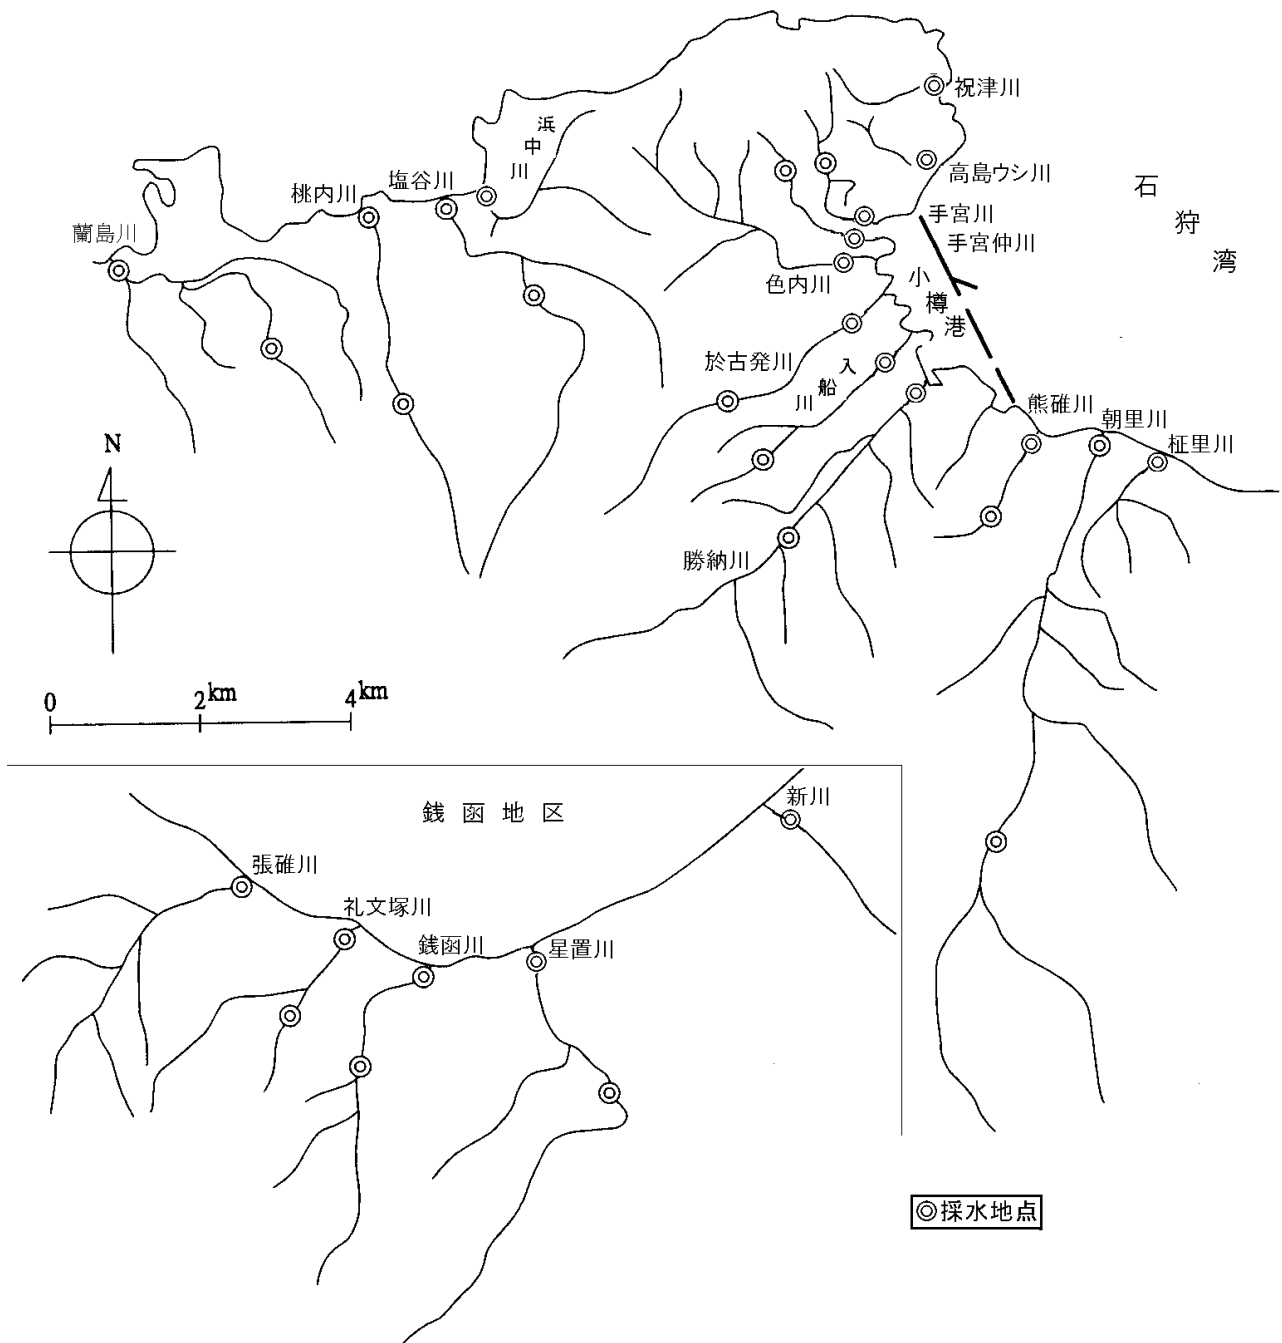 祝津川
浜中川
高島ウシ川
塩谷川
桃内川
石狩湾
手宮川
蘭島川
手宮仲川
色内川
小樽港
於古発川
入船川
熊碓川
朝里川
柾里川
N
勝納川
0
2km
4km
銭函地区
新川
張碓川
礼文塚川
銭函川
星置川
◎採水地点